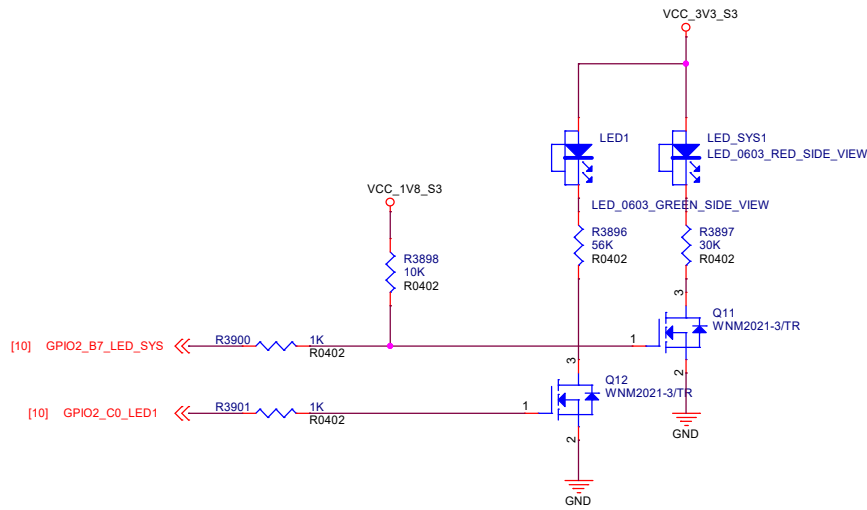 VCC_3V3_S3
LED1
LED_SYS1
LED_0603_RED_SIDE_VIEW
VCC_1V8_S3
LED_0603_GREEN_SIDE_VIEW
R3896
56K
R0402
R3897
30K
R0402
R3898
10K
R0402
3
Q11
WNM2021-3/TR
[10] GPIO2_B7_LED_SYS
R3900
1K
R0402
1
2
3
Q12
WNM2021-3/TR
[10] GPIO2_C0_LED1
R3901
1K
R0402
1
2
GND
GND